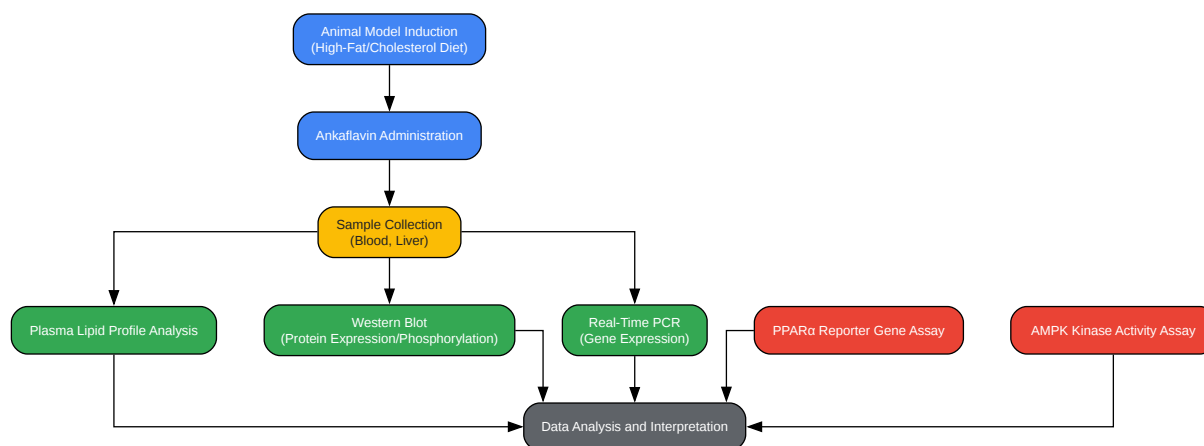 Animal Model Induction
(High-Fat/Cholesterol Diet)
Ankaflavin Administration
Sample Collection
(Blood, Liver)
Plasma Lipid Profile Analysis
Western Blot
(Protein Expression/Phosphorylation)
Real-Time PCR
(Gene Expression)
PPARα Reporter Gene Assay
AMPK Kinase Activity Assay
Data Analysis and Interpretation